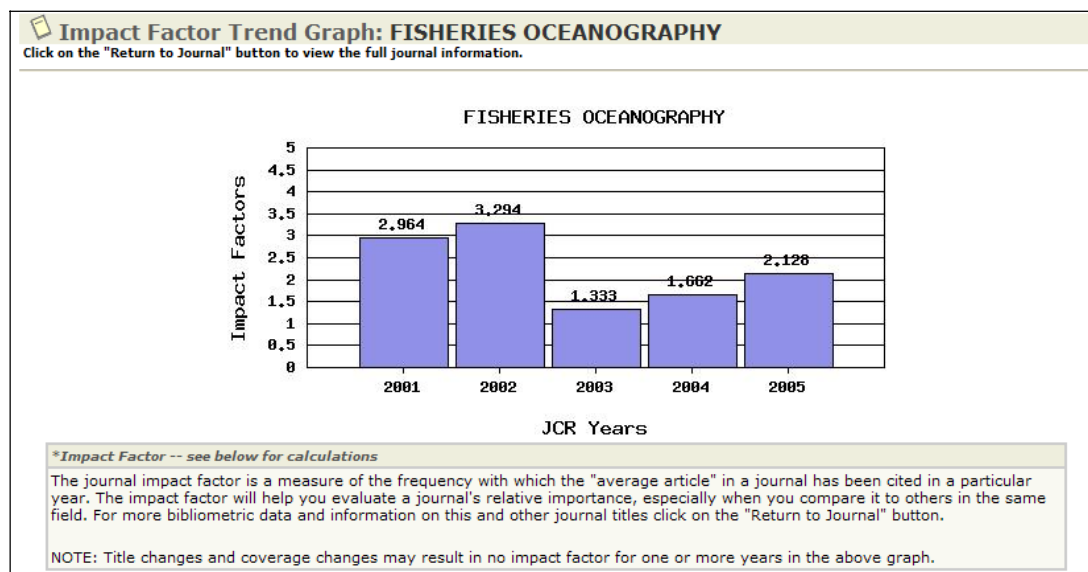 Impact Factor Trend Graph: FISHERIES OCEANOGRAPHY
Click on the "Return to Journal" button to view the full journal information.
FISHERIES OCEANOGRAPHY
Impact Factors
5
4.5
4
3.5
3
2.5
2
1.5
1
0.5
0
2.964
3.294
1.333
1.662
2.128
2001
2002
2003
2004
2005
JCR Years
*Impact Factor -- see below for calculations
The journal impact factor is a measure of the frequency with which the "average article" in a journal has been cited in a particular
year. The impact factor will help you evaluate a journal's relative importance, especially when you compare it to others in the same
field. For more bibliometric data and information on this and other journal titles click on the "Return to Journal" button.
NOTE: Title changes and coverage changes may result in no impact factor for one or more years in the above graph.